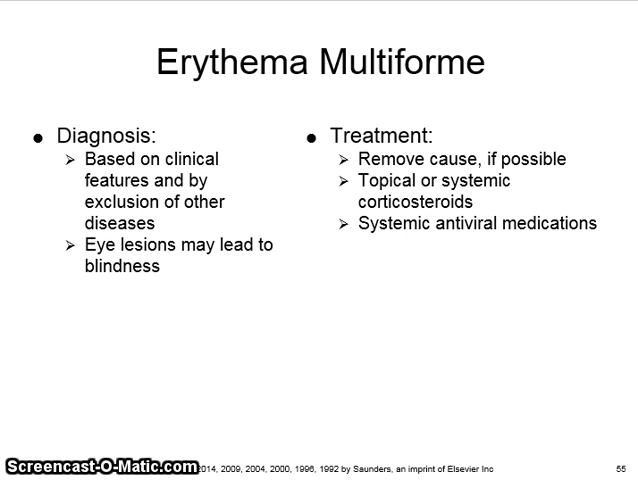 Erythema Multiforme
● Diagnosis:
➢ Based on clinical
features and by
exclusion of other
diseases
➢ Eye lesions may lead to
blindness
● Treatment:
➢ Remove cause, if possible
➢ Topical or systemic
corticosteroids
➢ Systemic antiviral medications
Screencast-O-Matic.com
2014, 2009, 2004, 2000, 1996, 1992 by Saunders, an imprint of Elsevier Inc
55